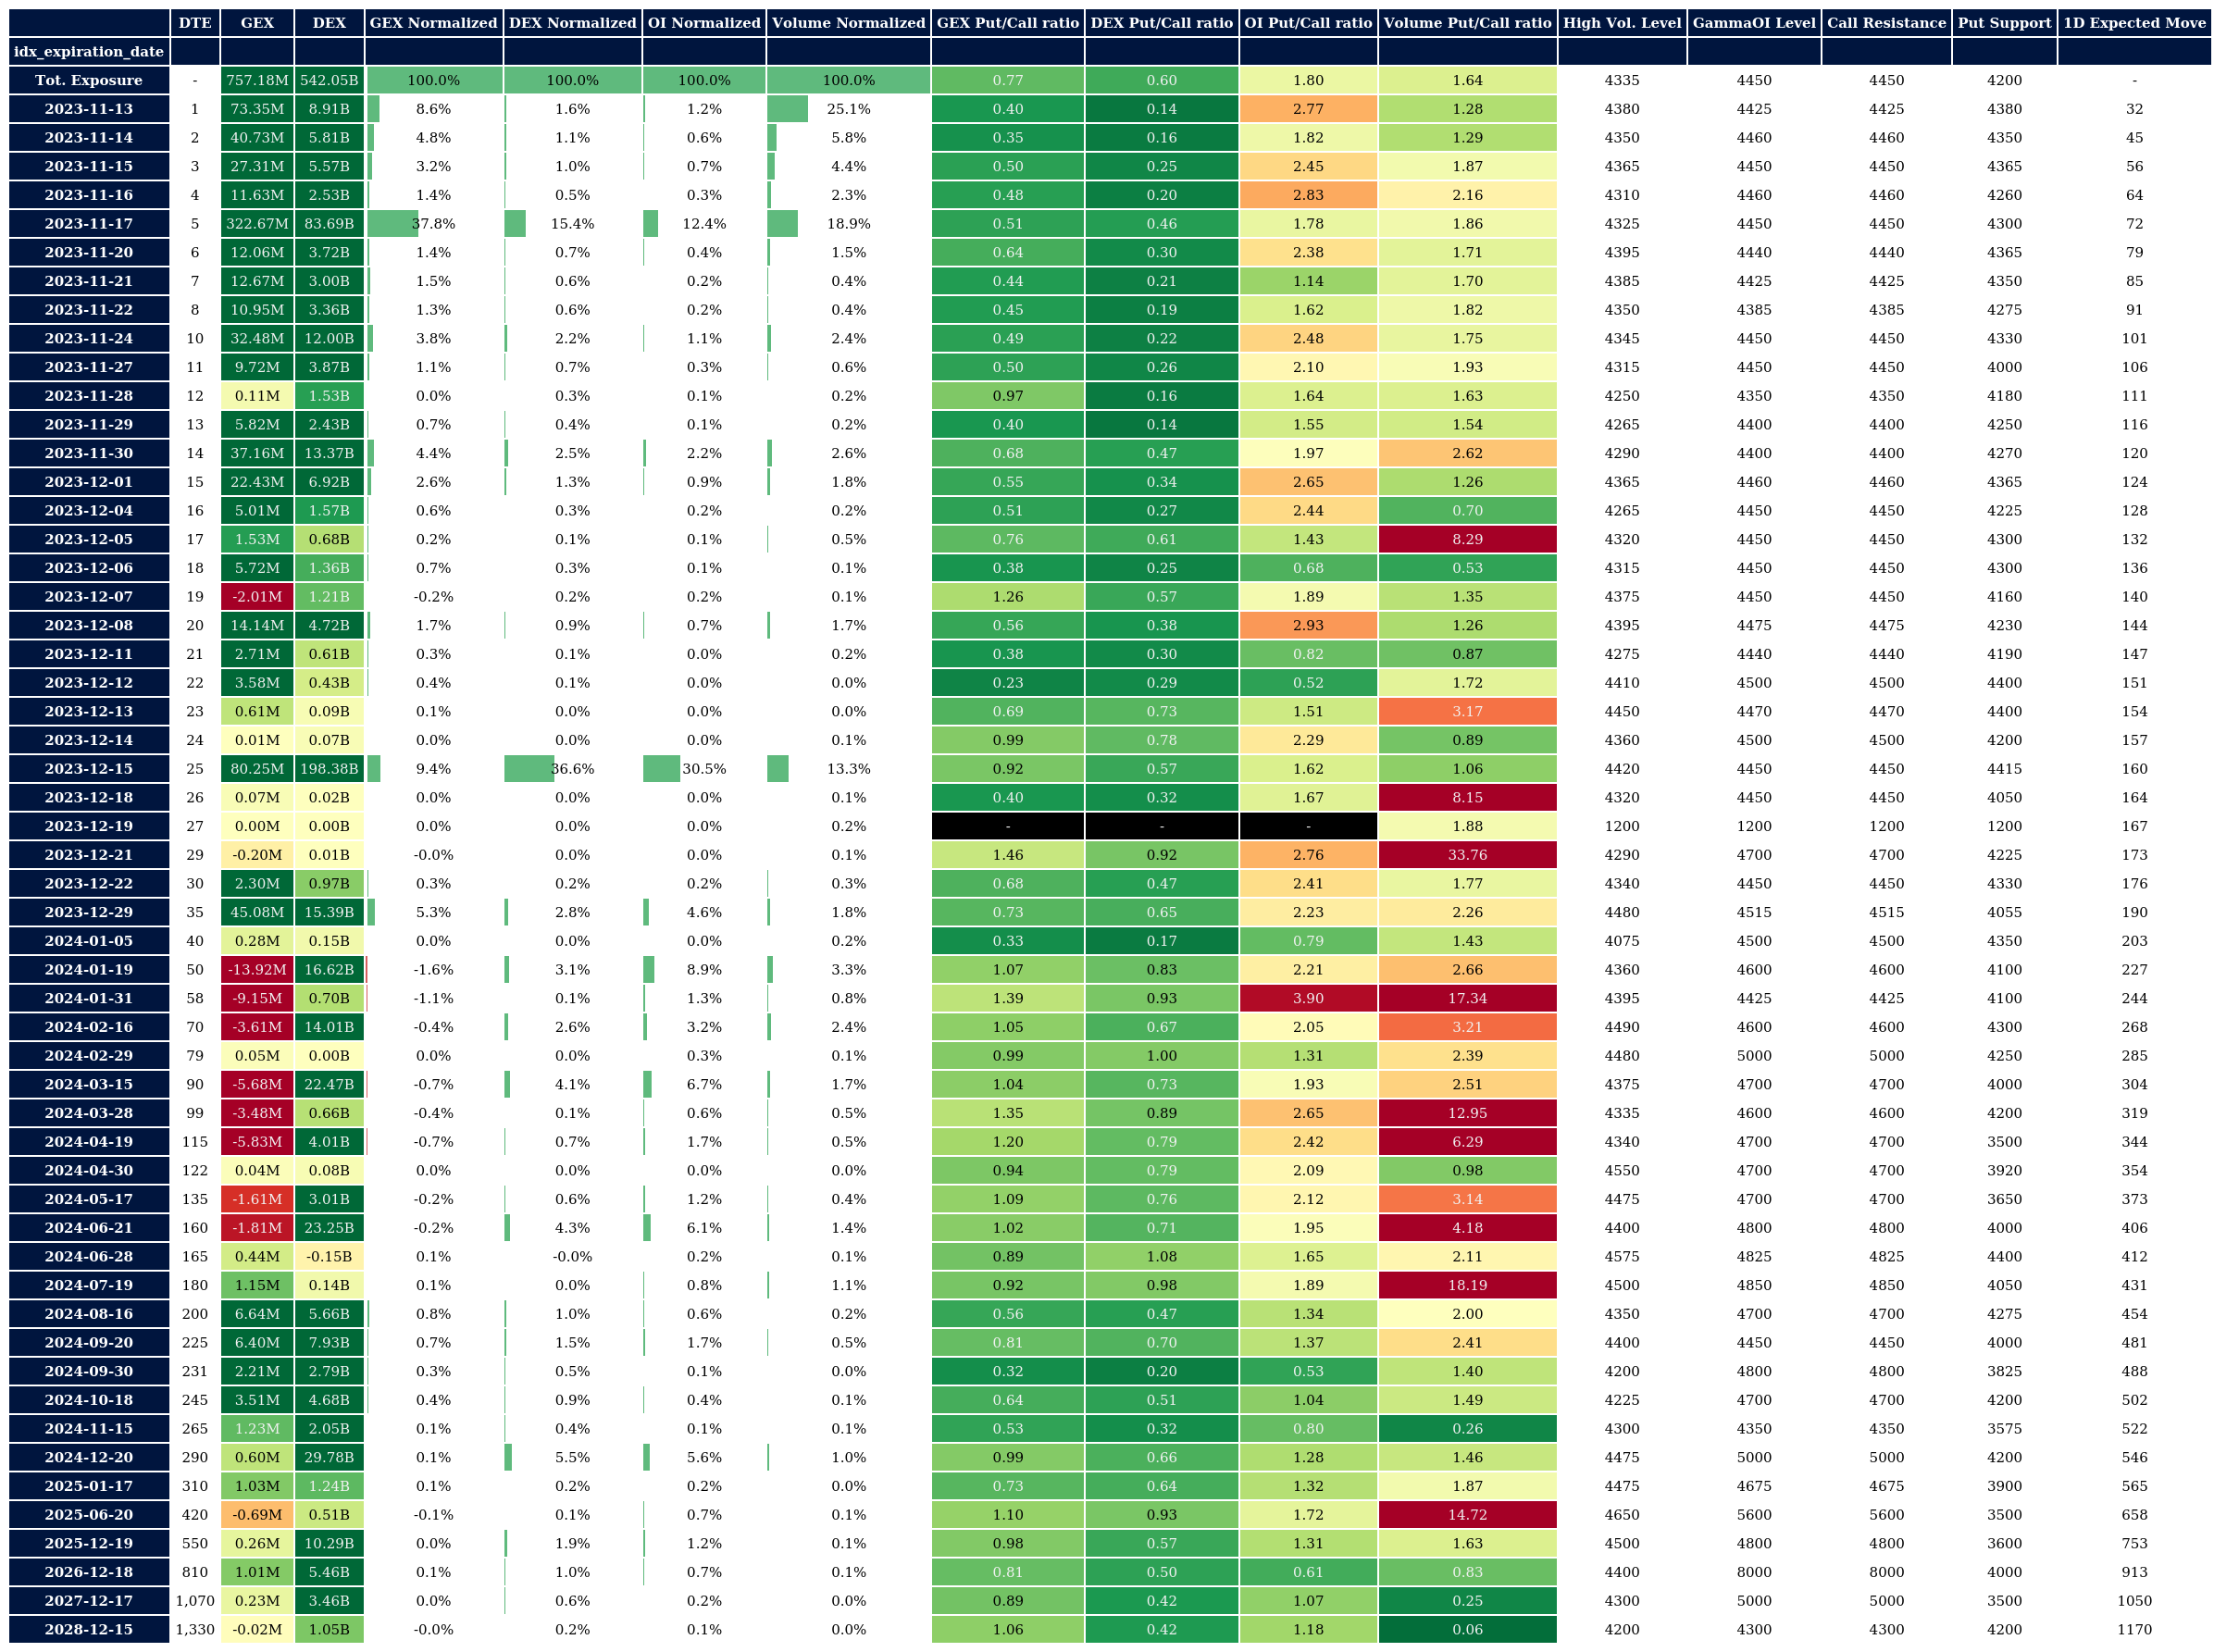 DTE GEX DEX GEX Normalized DEX Normalized OI Normalized Volume Normalized GEX Put/Call ratio DEX Put/Call ratio OI Put/Call ratio Volume Put/Call ratio High Vol. Level GammaOI Level Call Resistance Put Support 1D Expected Move
idx_expiration_date
Tot. Exposure - 757.18M 542.05B 100.0% 100.0% 100.0% 100.0% 0.77 0.60 1.80 1.64 4335 4450 4450 4200 -
2023-11-13 1 73.35M 8.91B 8.6% 1.6% 1.2% 25.1% 0.40 0.14 2.77 1.28 4380 4425 4425 4380 32
2023-11-14 2 40.73M 5.81B 4.8% 1.1% 0.6% 5.8% 0.35 0.16 1.82 1.29 4350 4460 4460 4350 45
2023-11-15 3 27.31M 5.57B 3.2% 1.0% 0.7% 4.4% 0.50 0.25 2.45 1.87 4365 4450 4450 4365 56
2023-11-16 4 11.63M 2.53B 1.4% 0.5% 0.3% 2.3% 0.48 0.20 2.83 2.16 4310 4460 4460 4260 64
2023-11-17 5 322.67M 83.69B 37.8% 15.4% 12.4% 18.9% 0.51 0.46 1.78 1.86 4325 4450 4450 4300 72
2023-11-20 6 12.06M 3.72B 1.4% 0.7% 0.4% 1.5% 0.64 0.30 2.38 1.71 4395 4440 4440 4365 79
2023-11-21 7 12.67M 3.00B 1.5% 0.6% 0.2% 0.4% 0.44 0.21 1.14 1.70 4385 4425 4425 4350 85
2023-11-22 8 10.95M 3.36B 1.3% 0.6% 0.2% 0.4% 0.45 0.19 1.62 1.82 4350 4385 4385 4275 91
2023-11-24 10 32.48M 12.00B 3.8% 2.2% 1.1% 2.4% 0.49 0.22 2.48 1.75 4345 4450 4450 4330 101
2023-11-27 11 9.72M 3.87B 1.1% 0.7% 0.3% 0.6% 0.50 0.26 2.10 1.93 4315 4450 4450 4000 106
2023-11-28 12 0.11M 1.53B 0.0% 0.3% 0.1% 0.2% 0.97 0.16 1.64 1.63 4250 4350 4350 4180 111
2023-11-29 13 5.82M 2.43B 0.7% 0.4% 0.1% 0.2% 0.40 0.14 1.55 1.54 4265 4400 4400 4250 116
2023-11-30 14 37.16M 13.37B 4.4% 2.5% 2.2% 2.6% 0.68 0.47 1.97 2.62 4290 4400 4400 4270 120
2023-12-01 15 22.43M 6.92B 2.6% 1.3% 0.9% 1.8% 0.55 0.34 2.65 1.26 4365 4460 4460 4365 124
2023-12-04 16 5.01M 1.57B 0.6% 0.3% 0.2% 0.2% 0.51 0.27 2.44 0.70 4265 4450 4450 4225 128
2023-12-05 17 1.53M 0.68B 0.2% 0.1% 0.1% 0.5% 0.76 0.61 1.43 8.29 4320 4450 4450 4300 132
2023-12-06 18 5.72M 1.36B 0.7% 0.3% 0.1% 0.1% 0.38 0.25 0.68 0.53 4315 4450 4450 4300 136
2023-12-07 19 -2.01M 1.21B -0.2% 0.2% 0.2% 0.1% 1.26 0.57 1.89 1.35 4375 4450 4450 4160 140
2023-12-08 20 14.14M 4.72B 1.7% 0.9% 0.7% 1.7% 0.56 0.38 2.93 1.26 4395 4475 4475 4230 144
2023-12-11 21 2.71M 0.61B 0.3% 0.1% 0.0% 0.2% 0.38 0.30 0.82 0.87 4275 4440 4440 4190 147
2023-12-12 22 3.58M 0.43B 0.4% 0.1% 0.0% 0.0% 0.23 0.29 0.52 1.72 4410 4500 4500 4400 151
2023-12-13 23 0.61M 0.09B 0.1% 0.0% 0.0% 0.0% 0.69 0.73 1.51 3.17 4450 4470 4470 4400 154
2023-12-14 24 0.01M 0.07B 0.0% 0.0% 0.0% 0.1% 0.99 0.78 2.29 0.89 4360 4500 4500 4200 157
2023-12-15 25 80.25M 198.38B 9.4% 36.6% 30.5% 13.3% 0.92 0.57 1.62 1.06 4420 4450 4450 4415 160
2023-12-18 26 0.07M 0.02B 0.0% 0.0% 0.0% 0.1% 0.40 0.32 1.67 8.15 4320 4450 4450 4050 164
2023-12-19 27 0.00M 0.00B 0.0% 0.0% 0.0% 0.2% - - - 1.88 1200 1200 1200 1200 167
2023-12-21 29 -0.20M 0.01B -0.0% 0.0% 0.0% 0.1% 1.46 0.92 2.76 33.76 4290 4700 4700 4225 173
2023-12-22 30 2.30M 0.97B 0.3% 0.2% 0.2% 0.3% 0.68 0.47 2.41 1.77 4340 4450 4450 4330 176
2023-12-29 35 45.08M 15.39B 5.3% 2.8% 4.6% 1.8% 0.73 0.65 2.23 2.26 4480 4515 4515 4055 190
2024-01-05 40 0.28M 0.15B 0.0% 0.0% 0.0% 0.2% 0.33 0.17 0.79 1.43 4075 4500 4500 4350 203
2024-01-19 50 -13.92M 16.62B -1.6% 3.1% 8.9% 3.3% 1.07 0.83 2.21 2.66 4360 4600 4600 4100 227
2024-01-31 58 -9.15M 0.70B -1.1% 0.1% 1.3% 0.8% 1.39 0.93 3.90 17.34 4395 4425 4425 4100 244
2024-02-16 70 -3.61M 14.01B -0.4% 2.6% 3.2% 2.4% 1.05 0.67 2.05 3.21 4490 4600 4600 4300 268
2024-02-29 79 0.05M 0.00B 0.0% 0.0% 0.3% 0.1% 0.99 1.00 1.31 2.39 4480 5000 5000 4250 285
2024-03-15 90 -5.68M 22.47B -0.7% 4.1% 6.7% 1.7% 1.04 0.73 1.93 2.51 4375 4700 4700 4000 304
2024-03-28 99 -3.48M 0.66B -0.4% 0.1% 0.6% 0.5% 1.35 0.89 2.65 12.95 4335 4600 4600 4200 319
2024-04-19 115 -5.83M 4.01B -0.7% 0.7% 1.7% 0.5% 1.20 0.79 2.42 6.29 4340 4700 4700 3500 344
2024-04-30 122 0.04M 0.08B 0.0% 0.0% 0.0% 0.0% 0.94 0.79 2.09 0.98 4550 4700 4700 3920 354
2024-05-17 135 -1.61M 3.01B -0.2% 0.6% 1.2% 0.4% 1.09 0.76 2.12 3.14 4475 4700 4700 3650 373
2024-06-21 160 -1.81M 23.25B -0.2% 4.3% 6.1% 1.4% 1.02 0.71 1.95 4.18 4400 4800 4800 4000 406
2024-06-28 165 0.44M -0.15B 0.1% -0.0% 0.2% 0.1% 0.89 1.08 1.65 2.11 4575 4825 4825 4400 412
2024-07-19 180 1.15M 0.14B 0.1% 0.0% 0.8% 1.1% 0.92 0.98 1.89 18.19 4500 4850 4850 4050 431
2024-08-16 200 6.64M 5.66B 0.8% 1.0% 0.6% 0.2% 0.56 0.47 1.34 2.00 4350 4700 4700 4275 454
2024-09-20 225 6.40M 7.93B 0.7% 1.5% 1.7% 0.5% 0.81 0.70 1.37 2.41 4400 4450 4450 4000 481
2024-09-30 231 2.21M 2.79B 0.3% 0.5% 0.1% 0.0% 0.32 0.20 0.53 1.40 4200 4800 4800 3825 488
2024-10-18 245 3.51M 4.68B 0.4% 0.9% 0.4% 0.1% 0.64 0.51 1.04 1.49 4225 4700 4700 4200 502
2024-11-15 265 1.23M 2.05B 0.1% 0.4% 0.1% 0.1% 0.53 0.32 0.80 0.26 4300 4350 4350 3575 522
2024-12-20 290 0.60M 29.78B 0.1% 5.5% 5.6% 1.0% 0.99 0.66 1.28 1.46 4475 5000 5000 4200 546
2025-01-17 310 1.03M 1.24B 0.1% 0.2% 0.2% 0.0% 0.73 0.64 1.32 1.87 4475 4675 4675 3900 565
2025-06-20 420 -0.69M 0.51B -0.1% 0.1% 0.7% 0.1% 1.10 0.93 1.72 14.72 4650 5600 5600 3500 658
2025-12-19 550 0.26M 10.29B 0.0% 1.9% 1.2% 0.1% 0.98 0.57 1.31 1.63 4500 4800 4800 3600 753
2026-12-18 810 1.01M 5.46B 0.1% 1.0% 0.7% 0.1% 0.81 0.50 0.61 0.83 4400 8000 8000 4000 913
2027-12-17 1,070 0.23M 3.46B 0.0% 0.6% 0.2% 0.0% 0.89 0.42 1.07 0.25 4300 5000 5000 3500 1050
2028-12-15 1,330 -0.02M 1.05B -0.0% 0.2% 0.1% 0.0% 1.06 0.42 1.18 0.06 4200 4300 4300 4200 1170